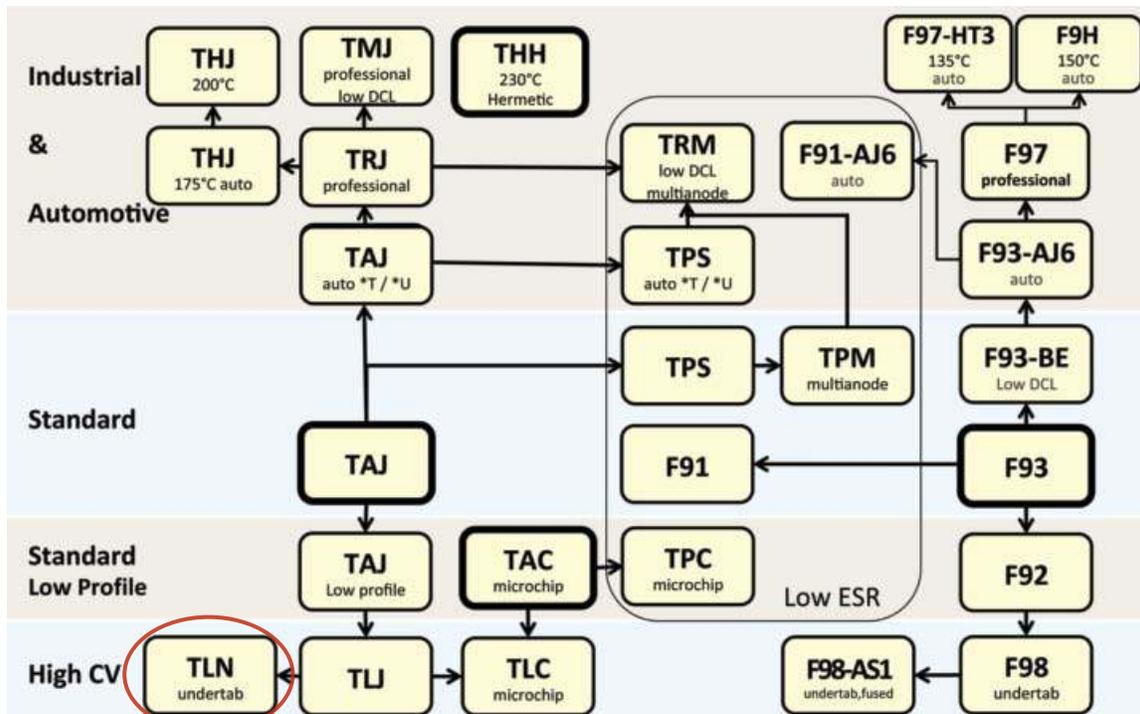 Industrial
&
Automotive
THJ
200°C
TMJ
professional
low DCL
THH
230°C
Hermetic
F97-HT3
135°C
auto
F9H
150°C
auto
THJ
175°C auto
TRJ
professional
TRM
low DCL
multianode
F91-AJ6
auto
F97
professional
TAJ
auto *T / *U
TPS
auto *T / *U
F93-AJ6
auto
Standard
TPS
TPM
multianode
F93-BE
Low DCL
TAJ
F91
F93
Standard
Low Profile
TAJ
Low profile
TAC
microchip
TPC
microchip
Low ESR
F92
High CV
TLN
undertab
TLJ
TLC
microchip
F98-AS1
undertab,fused
F98
undertab